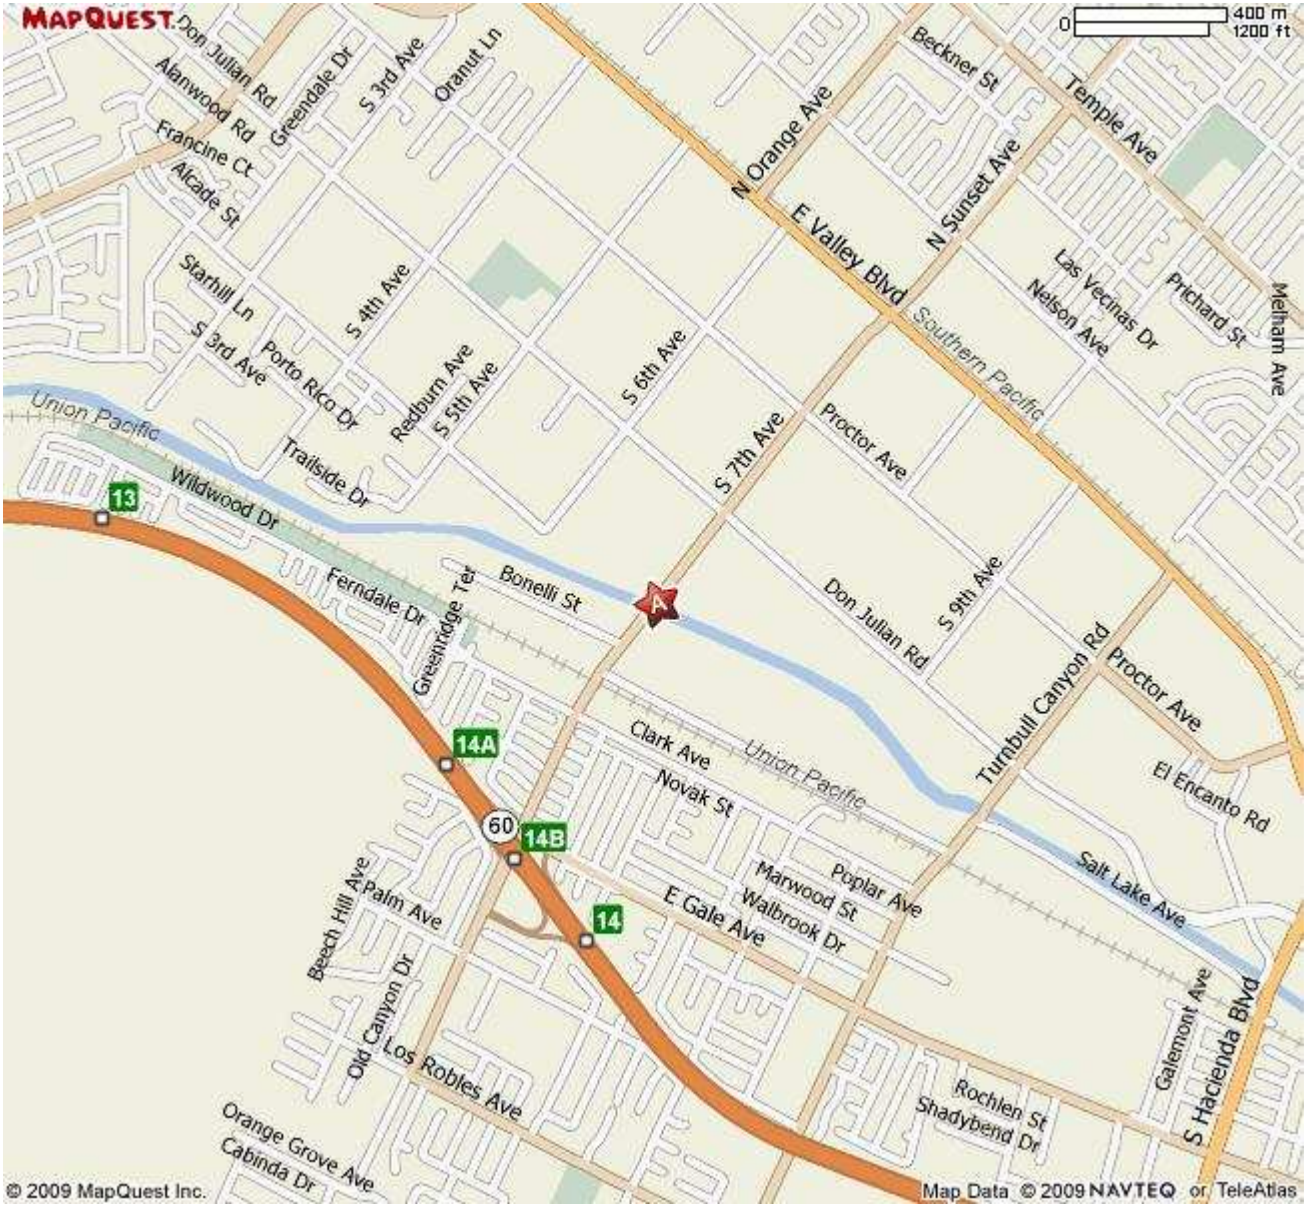 MAPQUEST.
0
400 m
1200 ft
Don Julian Rd
Alanwood Rd
Greendale Dr
S 3rd Ave
Oranut Ln
Beckner St
Temple Ave
Francine Ct
Alcade St
N Orange Ave
N Sunset Ave
E Valley Blvd
Las Vecinas Dr
Nelson Ave
Prichard St
Melham Ave
Starhill Ln
S 4th Ave
S 3rd Ave
Porto Rico Dr
Redburn Ave
S 5th Ave
S 6th Ave
Southern Pacific
Union Pacific
S 7th Ave
Proctor Ave
Trailside Dr
13
Wildwood Dr
Ferndale Dr
Greenridge Ter
Bonelli St
A
Don Julian Rd
S 9th Ave
Turnbull Canyon Rd
Proctor Ave
14A
Clark Ave
Union Pacific
Novak St
El Encanto Rd
60
14B
Poplar Ave
Marwood St
Walbrook Dr
E Gale Ave
Salt Lake Ave
Beech Hill Ave
Palm Ave
14
Old Canyon Dr
Los Robles Ave
Galemont Ave
S Hacienda Blvd
Rochlen St
Shadybend Dr
Orange Grove Ave
Cabinda Dr
© 2009 MapQuest Inc.
Map Data © 2009 NAVTEQ or TeleAtlas